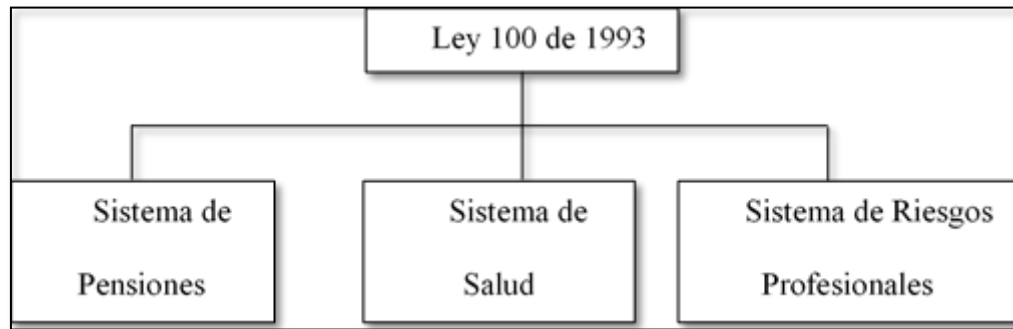 Ley 100 de 1993
Sistema de
Pensiones
Sistema de
Salud
Sistema de Riesgos
Profesionales